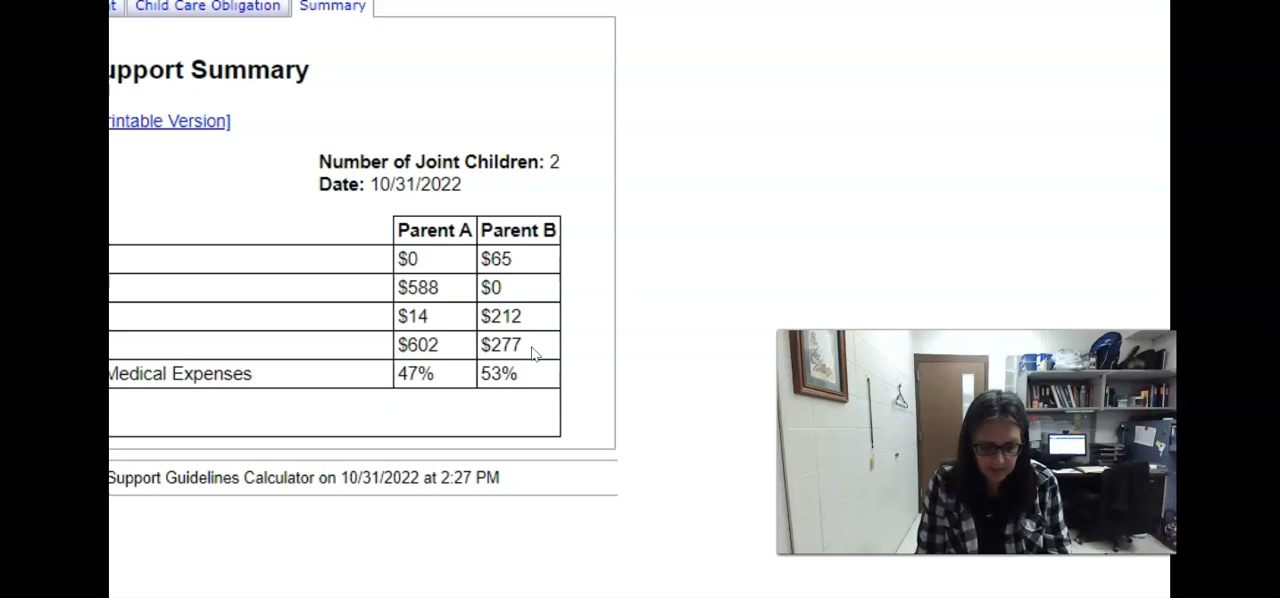 t Child Care Obligation Summary
upport Summary
rintable Version]
Number of Joint Children: 2
Date: 10/31/2022
Parent A Parent B
$0 $65
$588 $0
$14 $212
$602 $277
Medical Expenses 47% 53%
Support Guidelines Calculator on 10/31/2022 at 2:27 PM